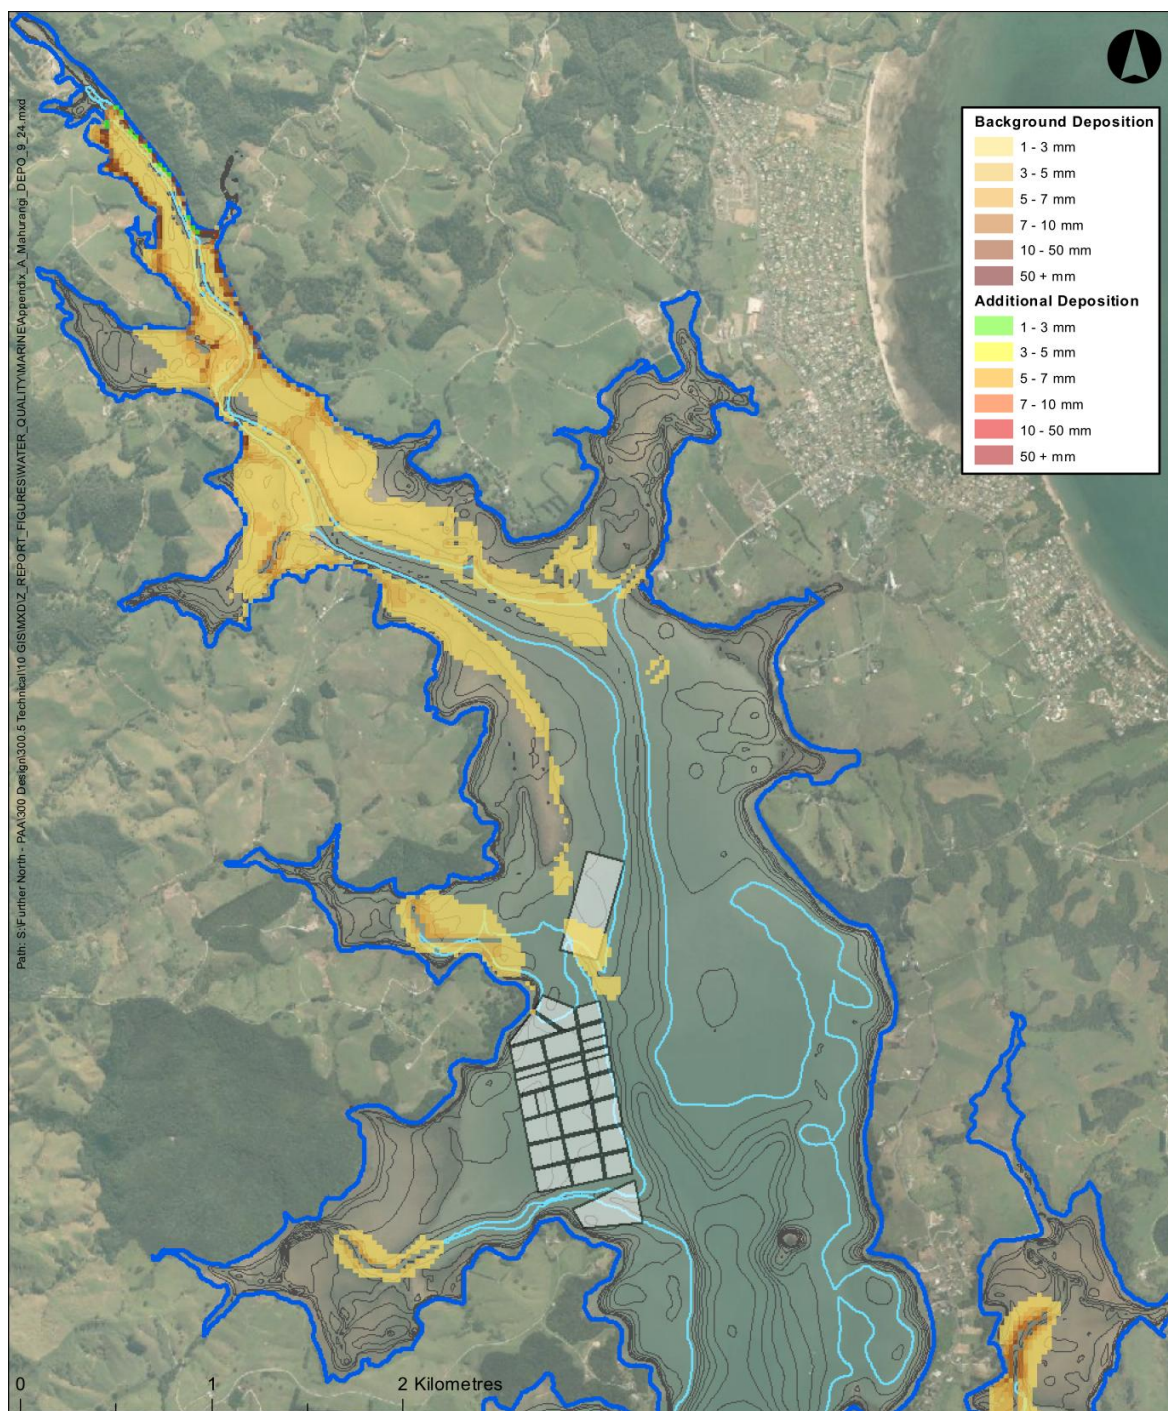 Background Deposition
1 - 3 mm
3 - 5 mm
5 - 7 mm
7 - 10 mm
10 - 50 mm
50 + mm
Additional Deposition
1 - 3 mm
3 - 5 mm
5 - 7 mm
7 - 10 mm
10 - 50 mm
50 + mm
Path: S:\Further North - PAA\300 Design\300.5 Technical\10 GIS\MXD\Z_REPORT_FIGURES\WATER_QUALITY\MARINE\Appendix_A_Mahurangi_DEPO_9_24.mxd
0 1 2 Kilometres